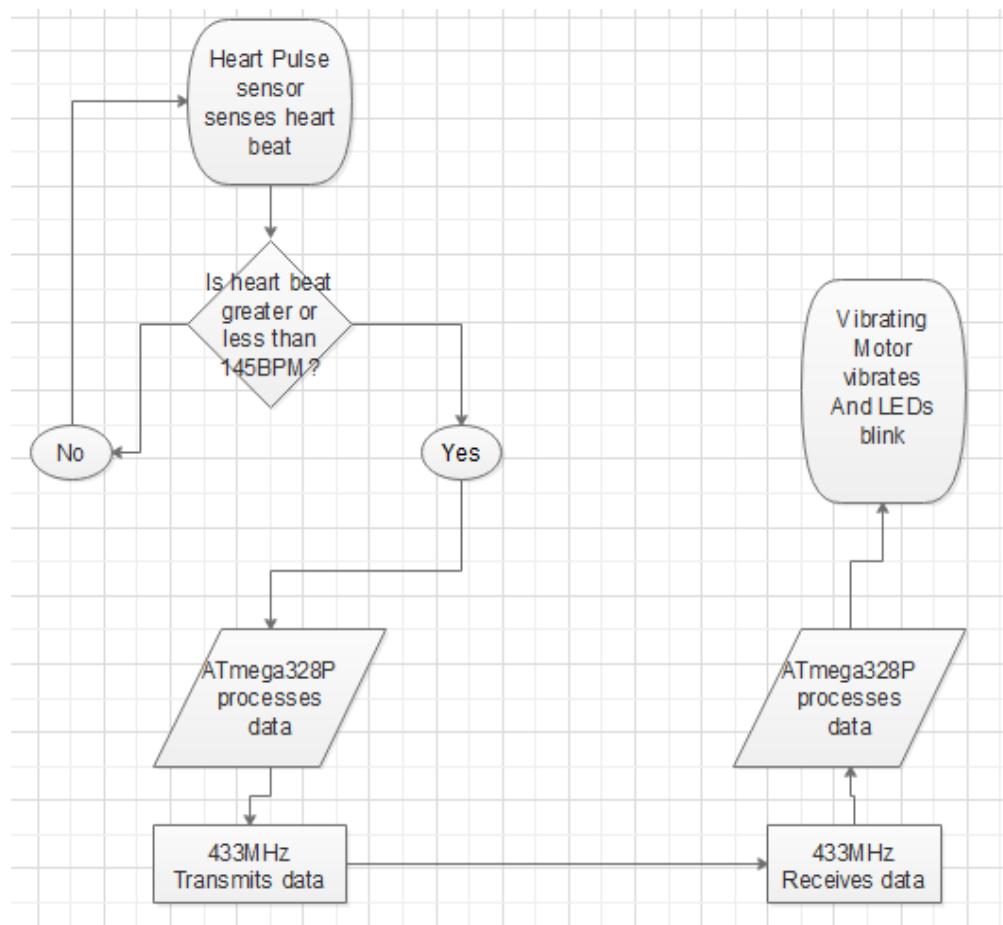 Heart Pulse
sensor
senses heart
beat
Is heart beat
greater or
less than
145BPM?
No
Yes
ATmega328P
processes
data
433MHz
Transmits data
433MHz
Receives data
ATmega328P
processes
data
Vibrating
Motor
vibrates
And LEDs
blink